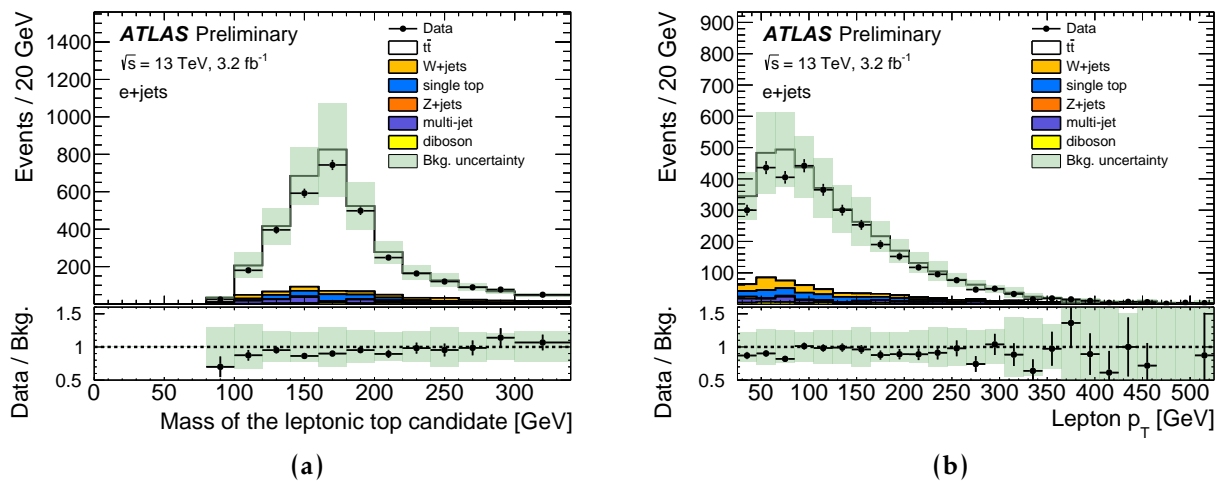 ATLAS Preliminary
√s = 13 TeV, 3.2 fb⁻¹
e+jets
Data
tt̄
W+jets
single top
Z+jets
multi-jet
diboson
Bkg. uncertainty
Events / 20 GeV
1400
1200
1000
800
600
400
200
Data / Bkg.
1.5
1
0.5
0 50 100 150 200 250 300
Mass of the leptonic top candidate [GeV]
(a)
ATLAS Preliminary
√s = 13 TeV, 3.2 fb⁻¹
e+jets
Data
tt̄
W+jets
single top
Z+jets
multi-jet
diboson
Bkg. uncertainty
Events / 20 GeV
900
800
700
600
500
400
300
200
100
Data / Bkg.
1.5
1
0.5
50 100 150 200 250 300 350 400 450 500
Lepton p_T [GeV]
(b)